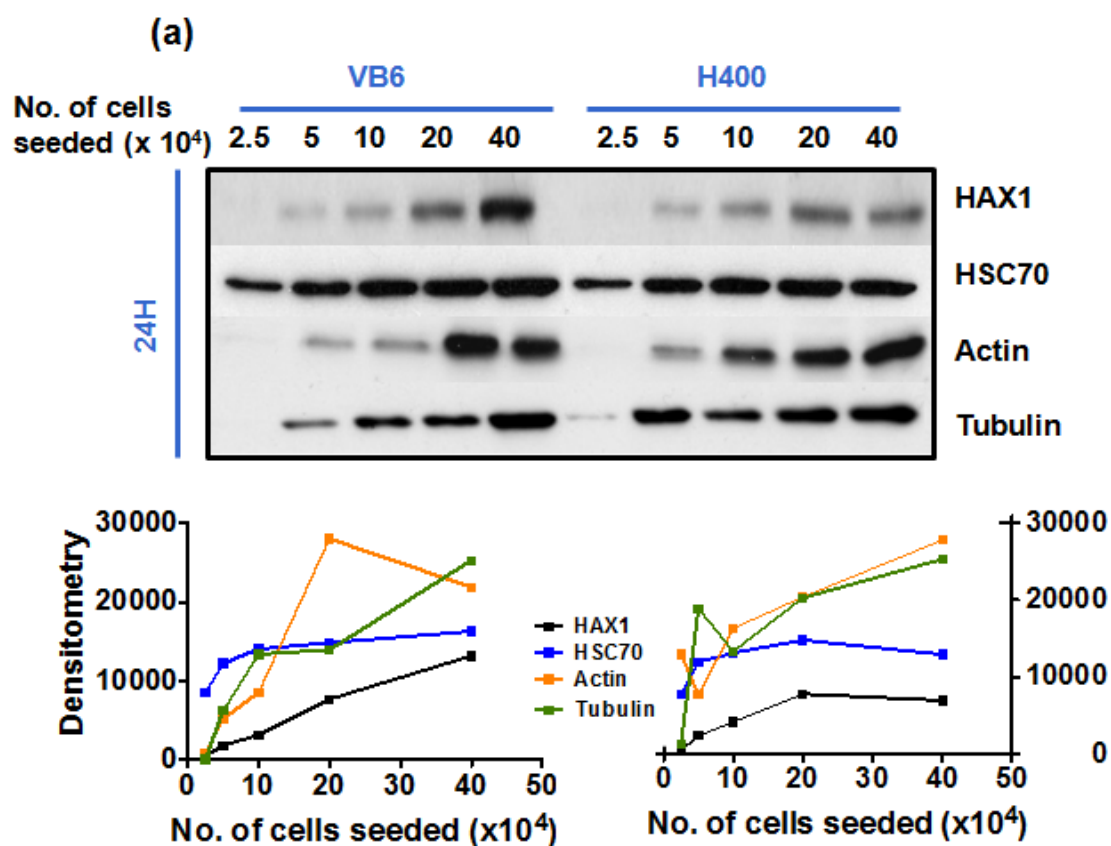 (a)
VB6 H400
No. of cells
seeded (x 10⁴) 2.5 5 10 20 40 2.5 5 10 20 40
24H
HAX1
HSC70
Actin
Tubulin
30000 30000
20000 20000
10000 10000
0 0
Densitometry
HAX1
HSC70
Actin
Tubulin
0 10 20 30 40 50 0 10 20 30 40 50
No. of cells seeded (x10⁴) No. of cells seeded (x10⁴)